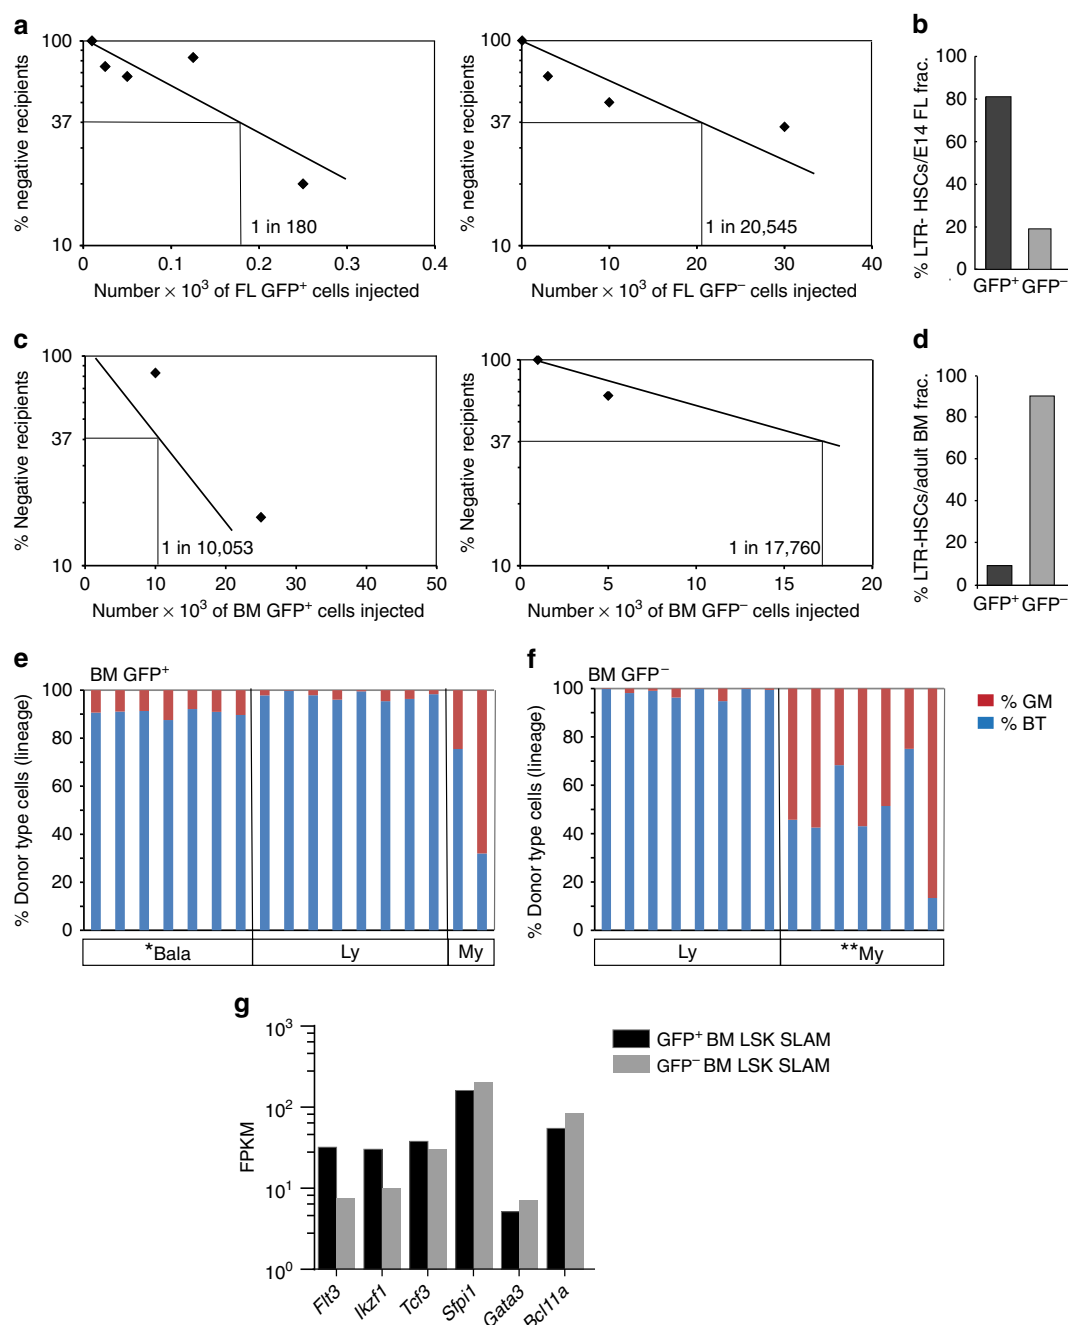 a
100
37
10
% negative recipients
1 in 180
0 0.1 0.2 0.3 0.4
Number × 10³ of FL GFP⁺ cells injected
100
37
10
% negative recipients
1 in 20,545
0 10 20 30 40
Number × 10³ of FL GFP⁻ cells injected
b
100
80
60
40
20
0
% LTR- HSCs/E14 FL frac.
GFP⁺ GFP⁻
c
100
37
10
% Negative recipients
1 in 10,053
0 10 20 30 40 50
Number × 10³ of BM GFP⁺ cells injected
100
37
10
% Negative recipients
1 in 17,760
0 5 10 15 20
Number × 10³ of BM GFP⁻ cells injected
d
100
80
60
40
20
0
% LTR-HSCs/adult BM frac.
GFP⁺ GFP⁻
e
BM GFP⁺
100
80
60
40
20
0
% Donor type cells (lineage)
*Bala Ly My
f
BM GFP⁻
100
80
60
40
20
0
% Donor type cells (lineage)
Ly **My
% GM
% BT
g
10³
10²
10¹
10⁰
FPKM
Flt3 Ikzf1 Tcf3 Sfpi1 Gata3 Bcl11a
GFP⁺ BM LSK SLAM
GFP⁻ BM LSK SLAM